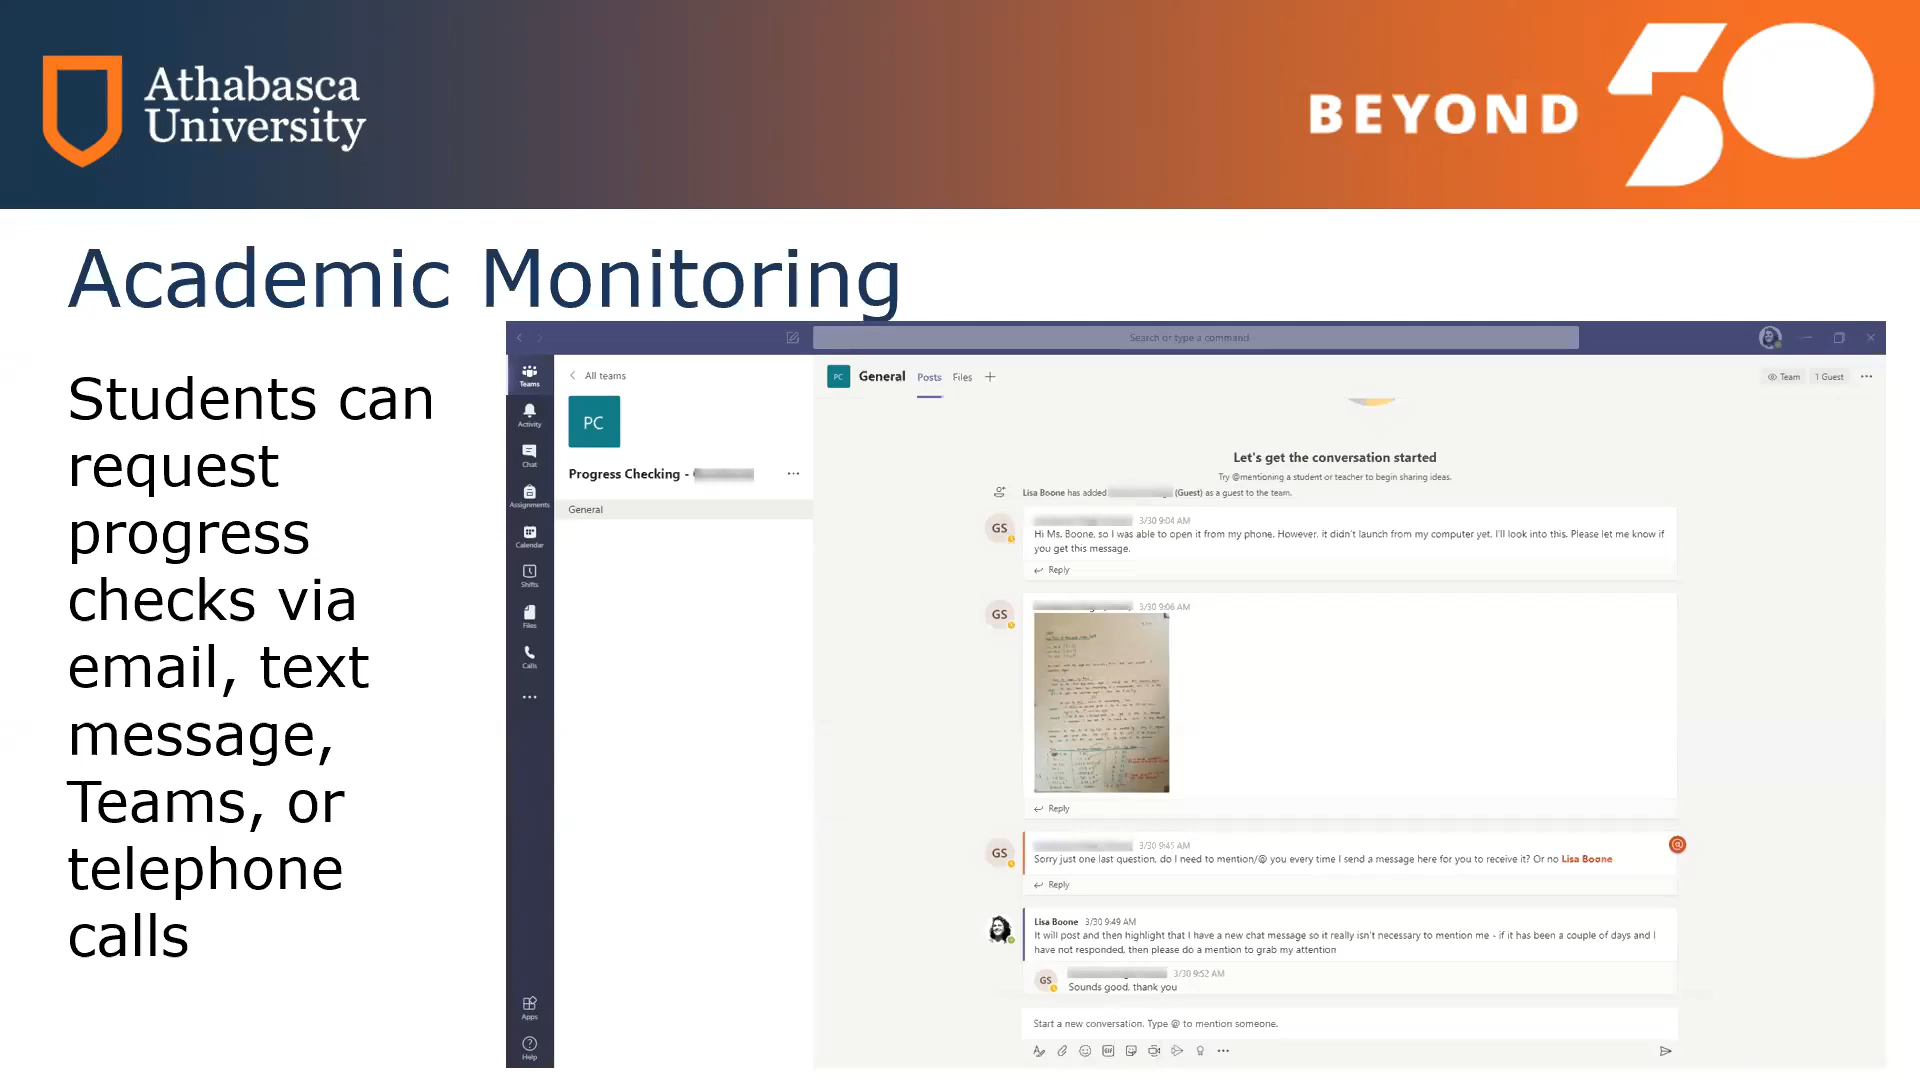 Athabasca
University
BEYOND 50
Academic Monitoring
Students can
request
progress
checks via
email, text
message,
Teams, or
telephone
calls
Search or type a command
Teams
Activity
Chat
Assignments
Calendar
Shifts
Files
Calls
Apps
Help
All teams
PC
Progress Checking -
General
PC General Posts Files
Team 1 Guest
Let's get the conversation started
Try @mentioning a student or teacher to begin sharing ideas.
Lisa Boone has added (Guest) as a guest to the team.
GS
3/30 9:04 AM
Hi Ms. Boone, so I was able to open it from my phone. However, it didn't launch from my computer yet. I'll look into this. Please let me know if
you get this message.
Reply
GS
3/30 9:06 AM
Reply
GS
3/30 9:45 AM
Sorry just one last question, do I need to mention/@ you every time I send a message here for you to receive it? Or no Lisa Boone
Reply
Lisa Boone 3/30 9:49 AM
It will post and then highlight that I have a new chat message so it really isn't necessary to mention me - if it has been a couple of days and I
have not responded, then please do a mention to grab my attention
GS
3/30 9:52 AM
Sounds good, thank you
Start a new conversation. Type @ to mention someone.
GIF